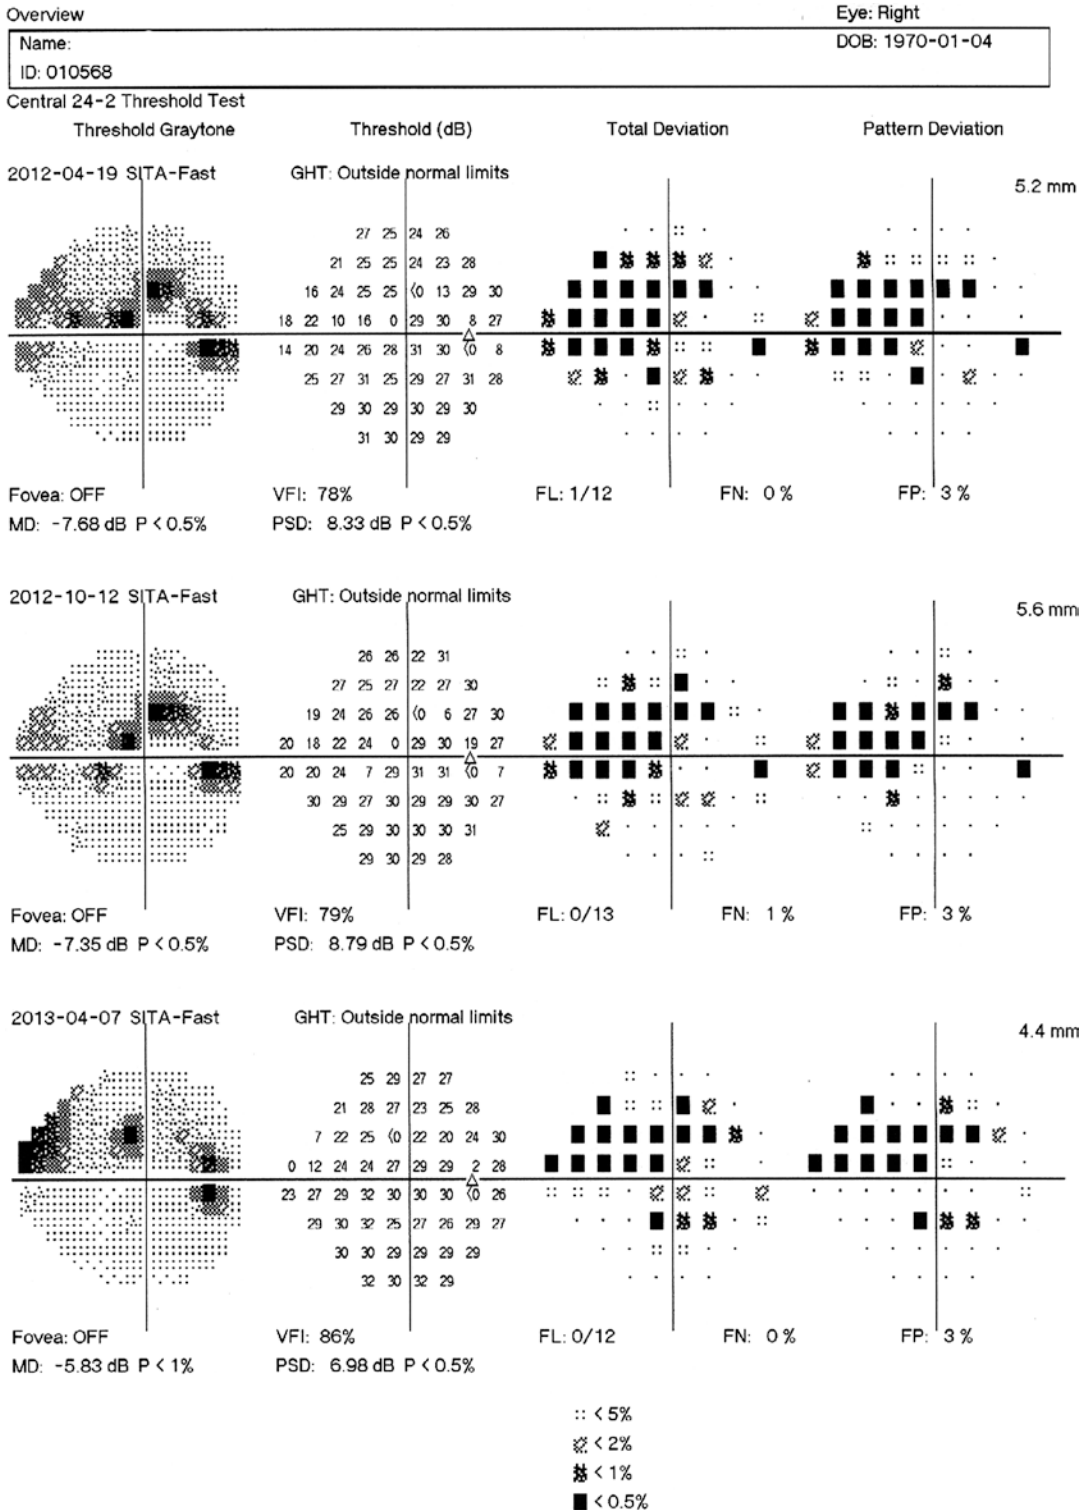 Overview
Eye: Right
Name:
DOB: 1970-01-04
ID: 010568
Central 24-2 Threshold Test
Threshold Graytone Threshold (dB) Total Deviation Pattern Deviation
2012-04-19 SITA-Fast GHT: Outside normal limits
5.2 mm
27 25 24 26
21 25 25 24 23 28
16 24 25 25 ⟨0 13 29 30
18 22 10 16 0 29 30 8 27
14 20 24 26 28 31 30 ⟨0 8
25 27 31 25 29 27 31 28
29 30 29 30 29 30
31 30 29 29
Fovea: OFF VFI: 78% FL: 1/12 FN: 0 % FP: 3 %
MD: -7.68 dB P < 0.5% PSD: 8.33 dB P < 0.5%
2012-10-12 SITA-Fast GHT: Outside normal limits
5.6 mm
26 26 22 31
27 25 27 22 27 30
19 24 26 26 ⟨0 6 27 30
20 18 22 24 0 29 30 19 27
20 20 24 7 29 31 31 ⟨0 7
30 29 27 30 29 29 30 27
25 29 30 30 30 31
29 30 29 28
Fovea: OFF VFI: 79% FL: 0/13 FN: 1 % FP: 3 %
MD: -7.35 dB P < 0.5% PSD: 8.79 dB P < 0.5%
2013-04-07 SITA-Fast GHT: Outside normal limits
4.4 mm
25 29 27 27
21 28 27 23 25 28
7 22 25 ⟨0 22 20 24 30
0 12 24 24 27 29 29 2 28
23 27 29 32 30 30 30 ⟨0 26
29 30 32 25 27 26 29 27
30 30 29 29 29 29
32 30 32 29
Fovea: OFF VFI: 86% FL: 0/12 FN: 0 % FP: 3 %
MD: -5.83 dB P < 1% PSD: 6.98 dB P < 0.5%
< 5%
< 2%
< 1%
< 0.5%